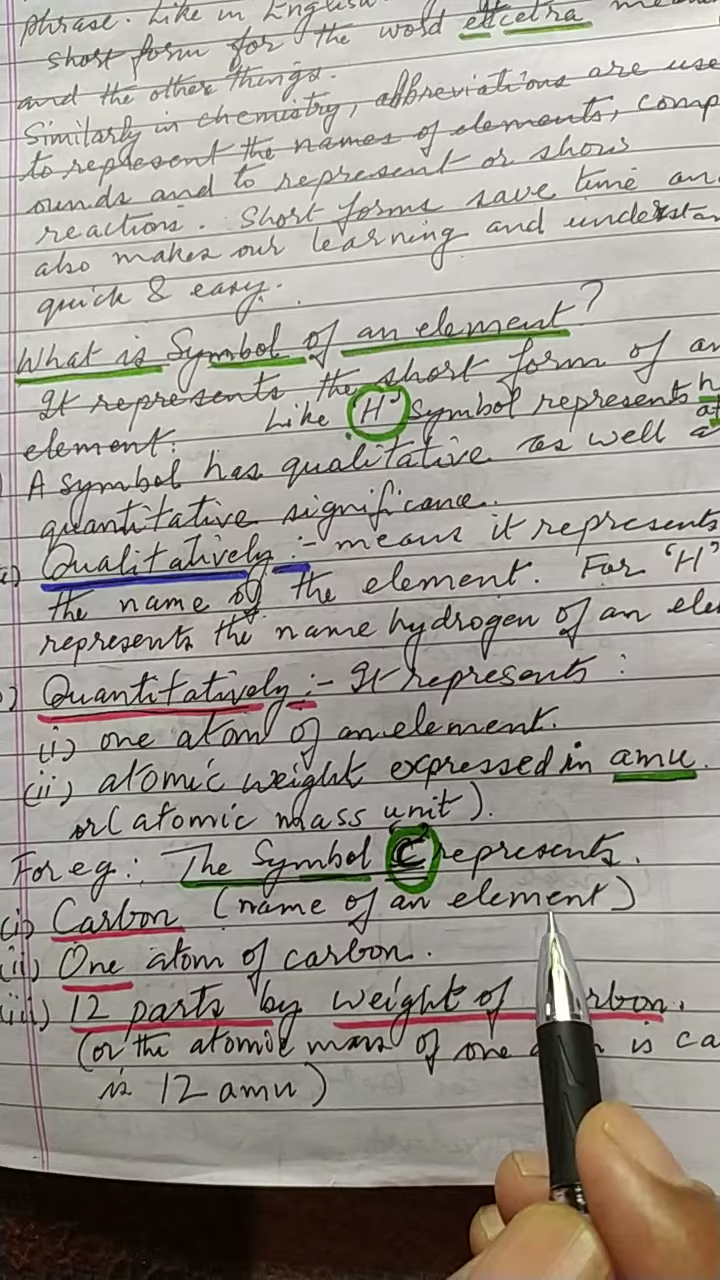 phrase. Like in English
short form for the word etcetra
and the other things.
Similarly in chemistry, abbreviations are use
to represent the names of elements, comp
ounds and to represent or show
reactions. Short forms save time an
also makes our learning and understan
quick & easy.
What is Symbol of an element?
It represents the short form of an
element. Like 'H' Symbol represents h
A symbol has qualitative as well a
quantitative significance.
Qualitatively :- means it represents
the name of the element. For 'H'
represents the name hydrogen of an ele
Quantitatively :- It represents :
(i) one atom of an element.
(ii) atomic weight expressed in amu.
or (atomic mass unit).
For eg: The Symbol 'C' represents.
(i) Carbon (name of an element)
(ii) One atom of carbon.
(iii) 12 parts by weight of rbon.
(or the atomic mass of one is ca
is 12 amu)